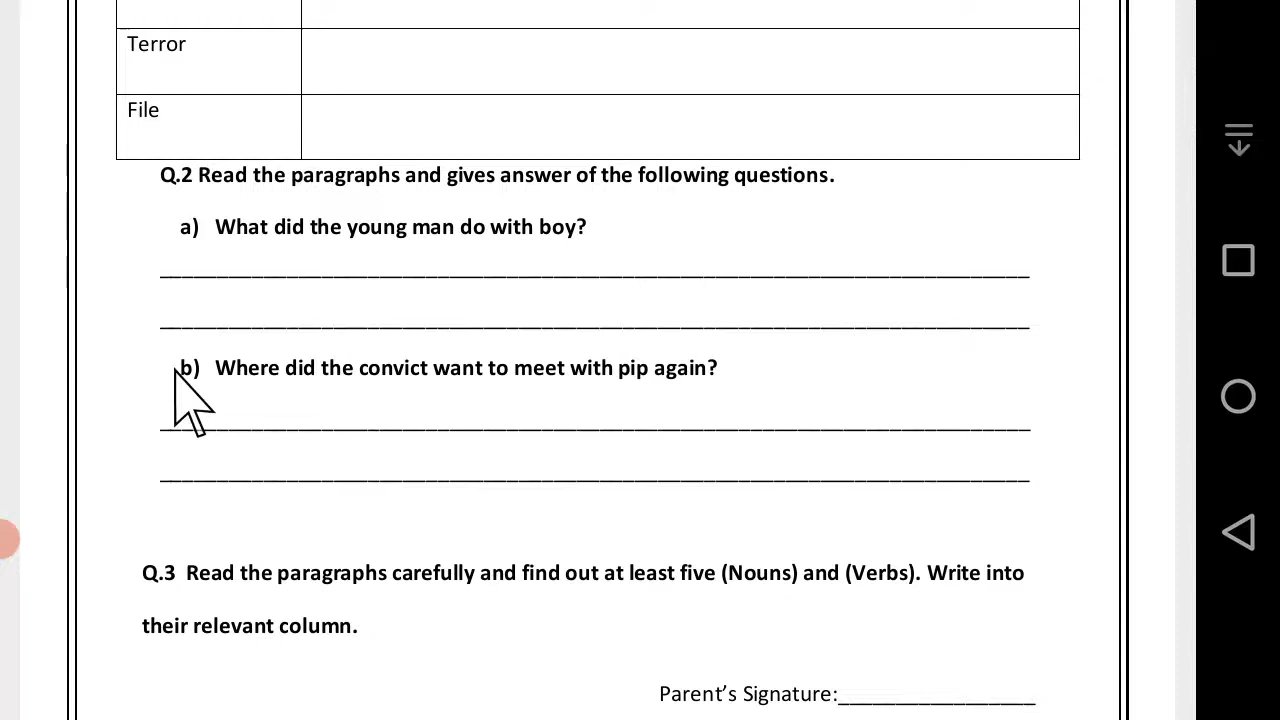 Terror
File
Q.2 Read the paragraphs and gives answer of the following questions.
a) What did the young man do with boy?
b) Where did the convict want to meet with pip again?
Q.3 Read the paragraphs carefully and find out at least five (Nouns) and (Verbs). Write into
their relevant column.
Parent’s Signature:_________________